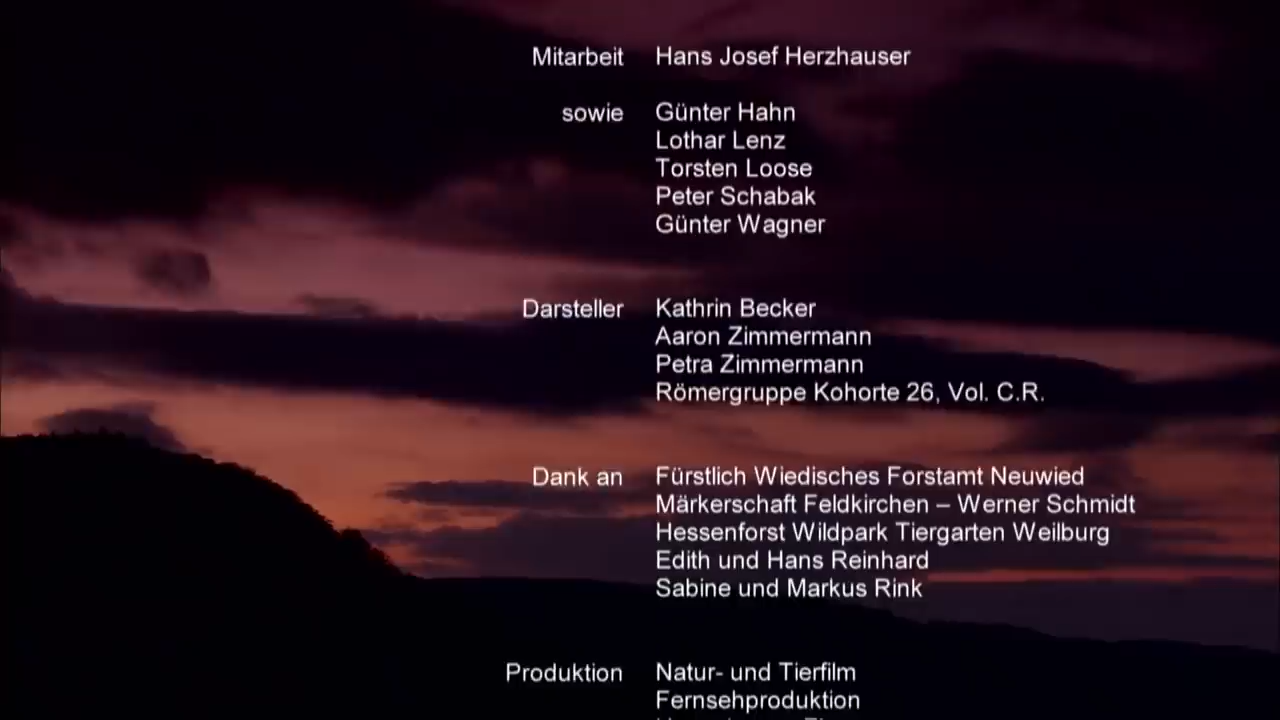 Mitarbeit Hans Josef Herzhauser
sowie Günter Hahn
Lothar Lenz
Torsten Loose
Peter Schabak
Günter Wagner
Darsteller Kathrin Becker
Aaron Zimmermann
Petra Zimmermann
Römergruppe Kohorte 26, Vol. C.R.
Dank an Fürstlich Wiedisches Forstamt Neuwied
Märkerschaft Feldkirchen – Werner Schmidt
Hessenforst Wildpark Tiergarten Weilburg
Edith und Hans Reinhard
Sabine und Markus Rink
Produktion Natur- und Tierfilm
Fernsehproduktion